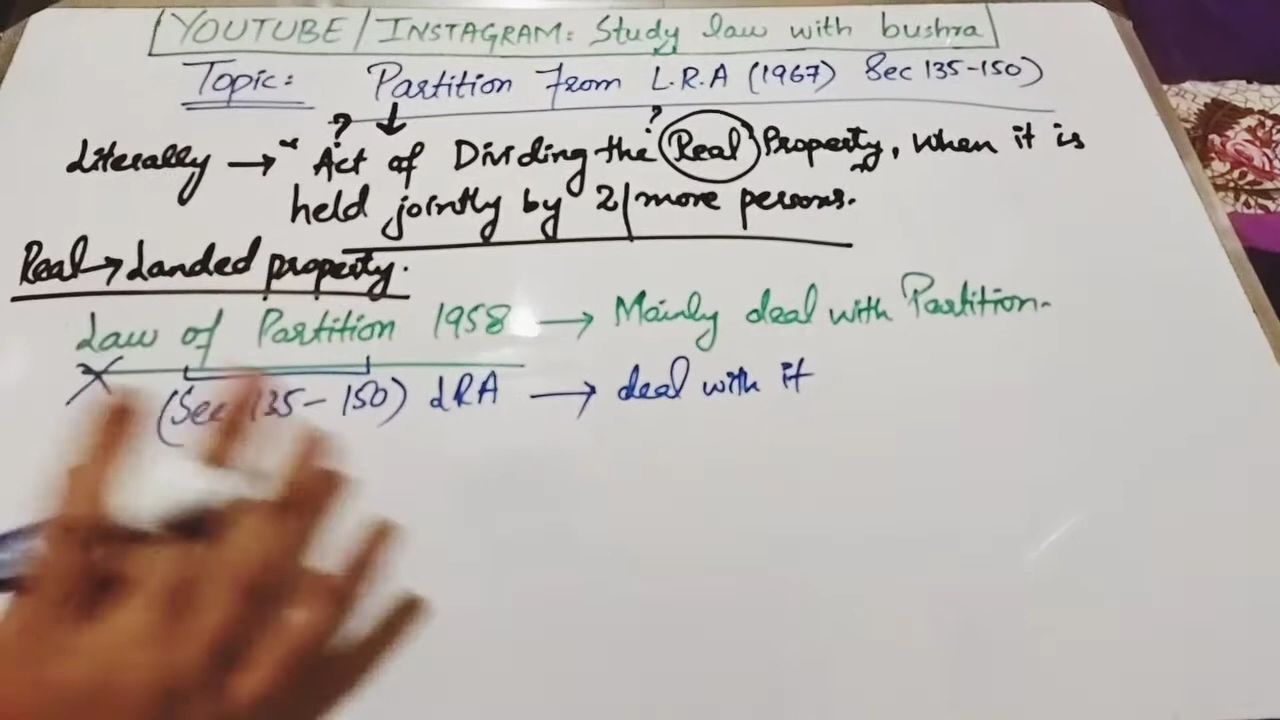 YOUTUBE/INSTAGRAM: Study law with bushra
Topic: Partition From L.R.A (1967) Sec 135-150)
? ↓ ?
Literally → " Act of Dividing the Real Property, when it is
held jointly by 2/more persons.
Real → Landed property.
Law of Partition 1958 → Mainly deal with Partition.
X (Sec 135-150) LRA → deal with it